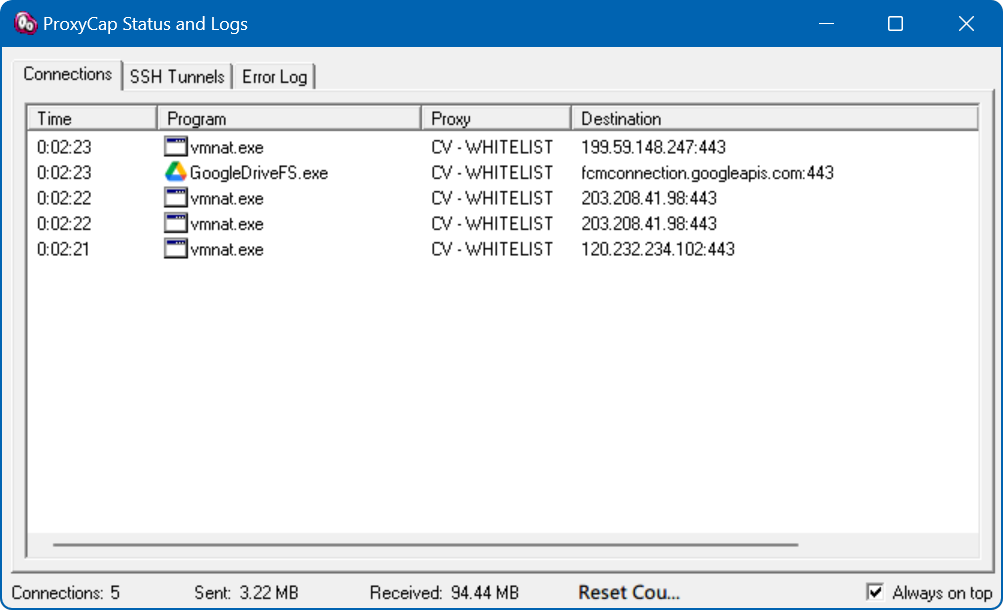 ProxyCap Status and Logs
Connections SSH Tunnels Error Log
Time Program Proxy Destination
0:02:23 vmnat.exe CV - WHITELIST 199.59.148.247:443
0:02:23 GoogleDriveFS.exe CV - WHITELIST fcmconnection.googleapis.com:443
0:02:22 vmnat.exe CV - WHITELIST 203.208.41.98:443
0:02:22 vmnat.exe CV - WHITELIST 203.208.41.98:443
0:02:21 vmnat.exe CV - WHITELIST 120.232.234.102:443
Connections: 5 Sent: 3.22 MB Received: 94.44 MB Reset Cou... Always on top